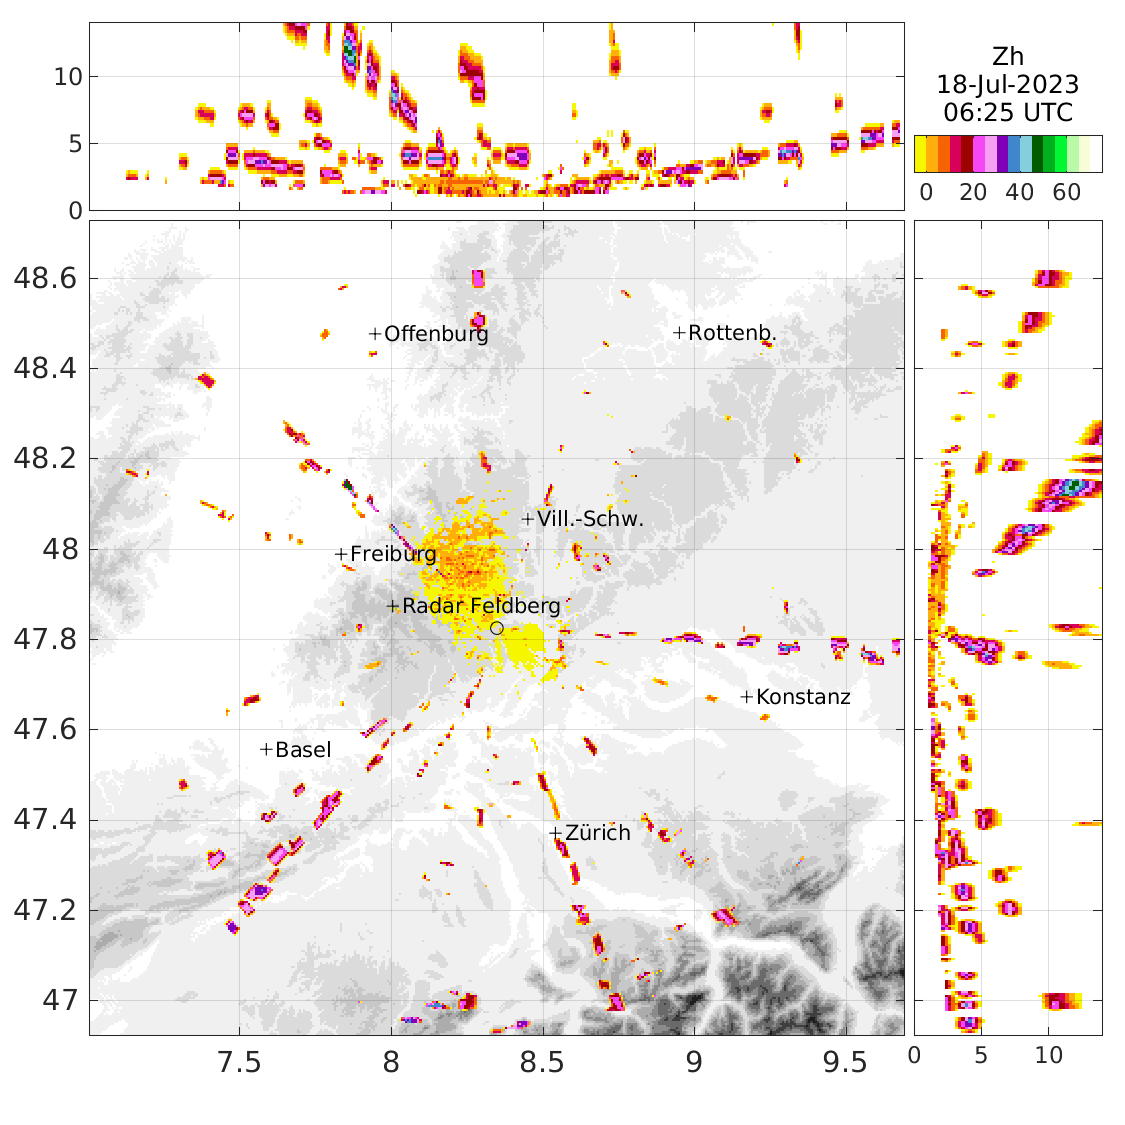 Zh
18-Jul-2023
06:25 UTC
0 20 40 60
10
5
0
48.6
48.4
48.2
48
47.8
47.6
47.4
47.2
47
+Offenburg
+Rottenb.
+Vill.-Schw.
+Freiburg
+Radar Feldberg
+Konstanz
+Basel
+Zürich
7.5 8 8.5 9 9.5
0 5 10